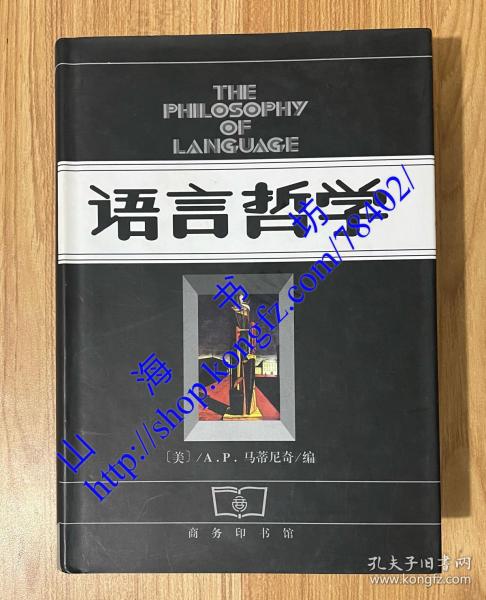 THE
PHILOSOPHY
OF
LANGUAGE
语言哲学
山海书坊
http://shop.kongfz.com/78402/
〔美〕/A.P.马蒂尼奇/编
商务印书馆
孔夫子旧书网
www.kongfz.com